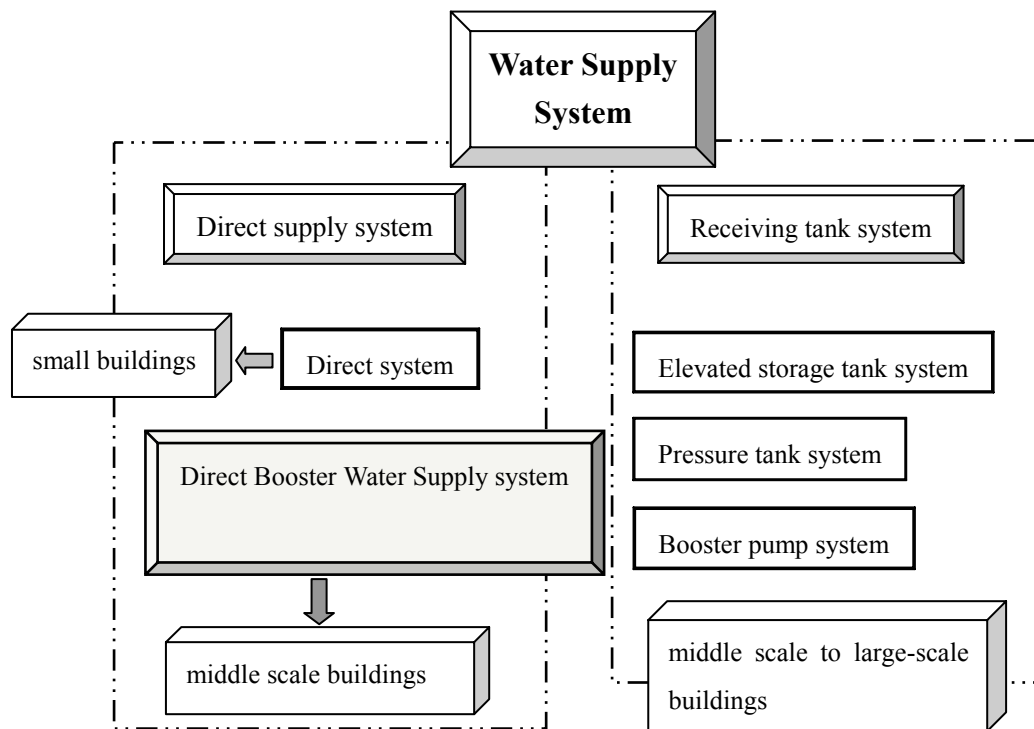 Water Supply
System
Direct supply system
Receiving tank system
small buildings
Direct system
Elevated storage tank system
Direct Booster Water Supply system
Pressure tank system
Booster pump system
middle scale buildings
middle scale to large-scale
buildings